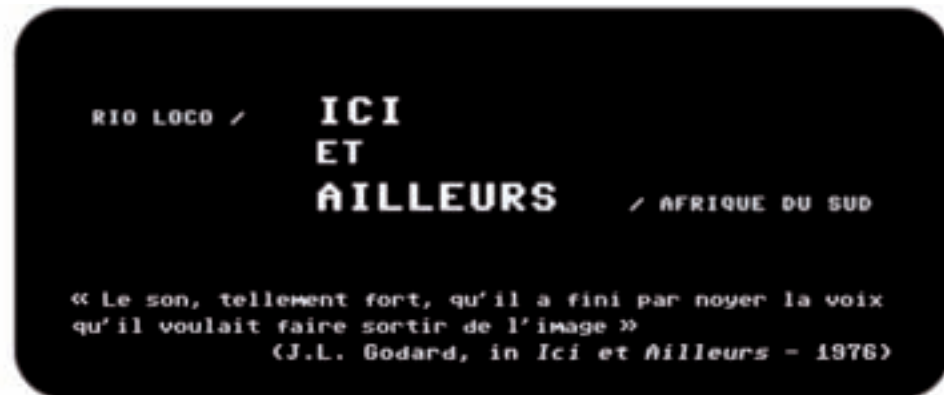 RIO LOCO / ICI
ET
AILLEURS / AFRIQUE DU SUD
« Le son, tellement fort, qu'il a fini par noyer la voix
qu'il voulait faire sortir de l'image »
(J.L. Godard, in Ici et Ailleurs - 1976)